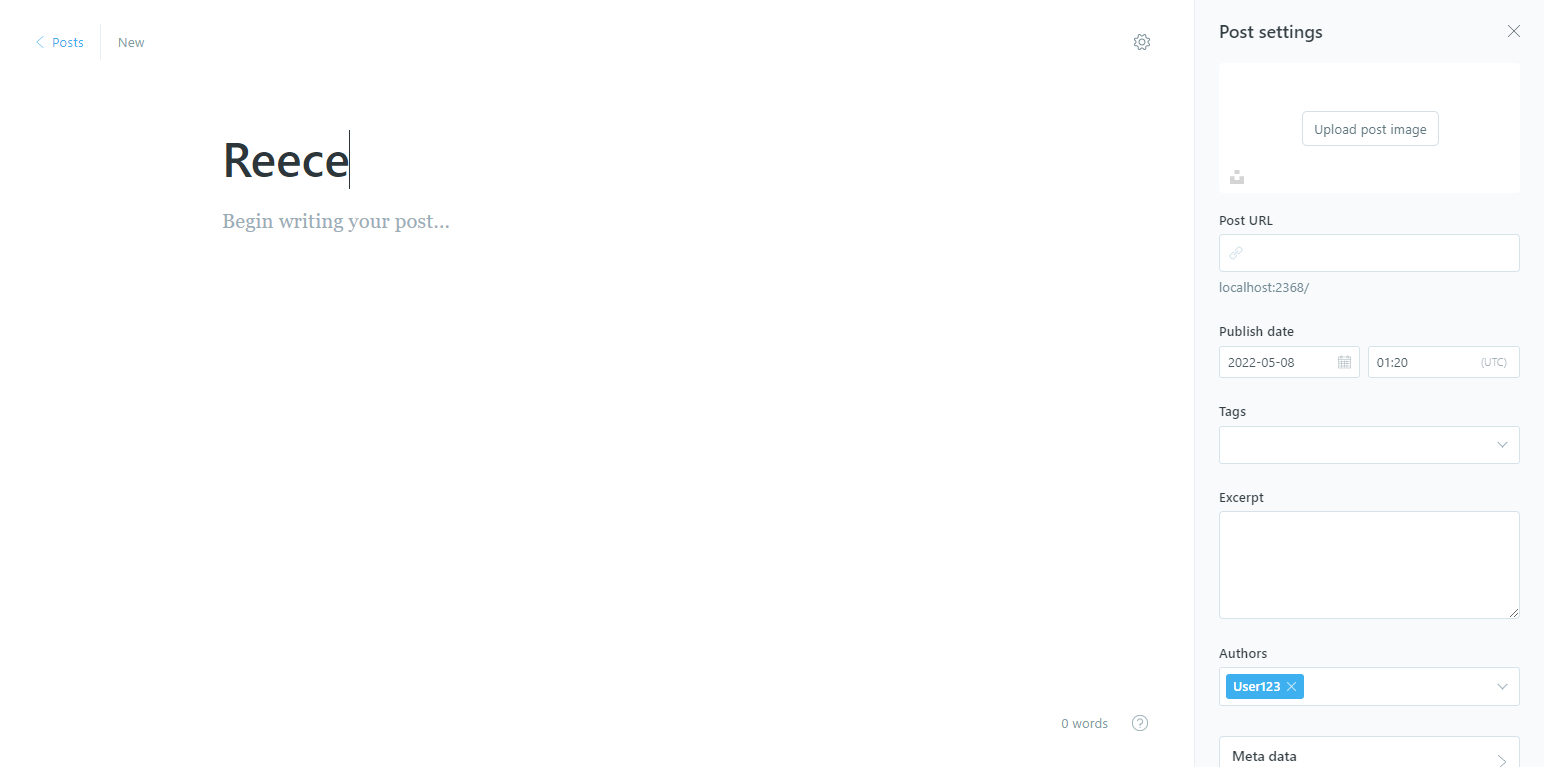 Posts
New
Reece
Begin writing your post...
0 words
Post settings
Upload post image
Post URL
localhost:2368/
Publish date
2022-05-08 01:20 (UTC)
Tags
Excerpt
Authors
User123
Meta data